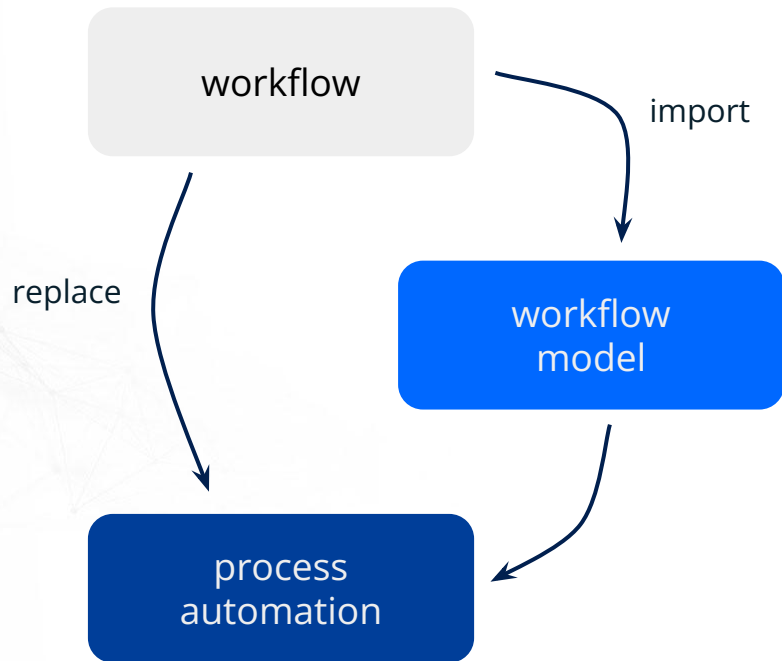 workflow
import
replace
workflow
model
process
automation